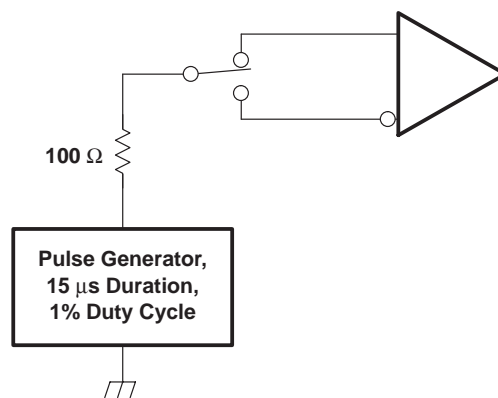 100 Ω
Pulse Generator,
15 μs Duration,
1% Duty Cycle